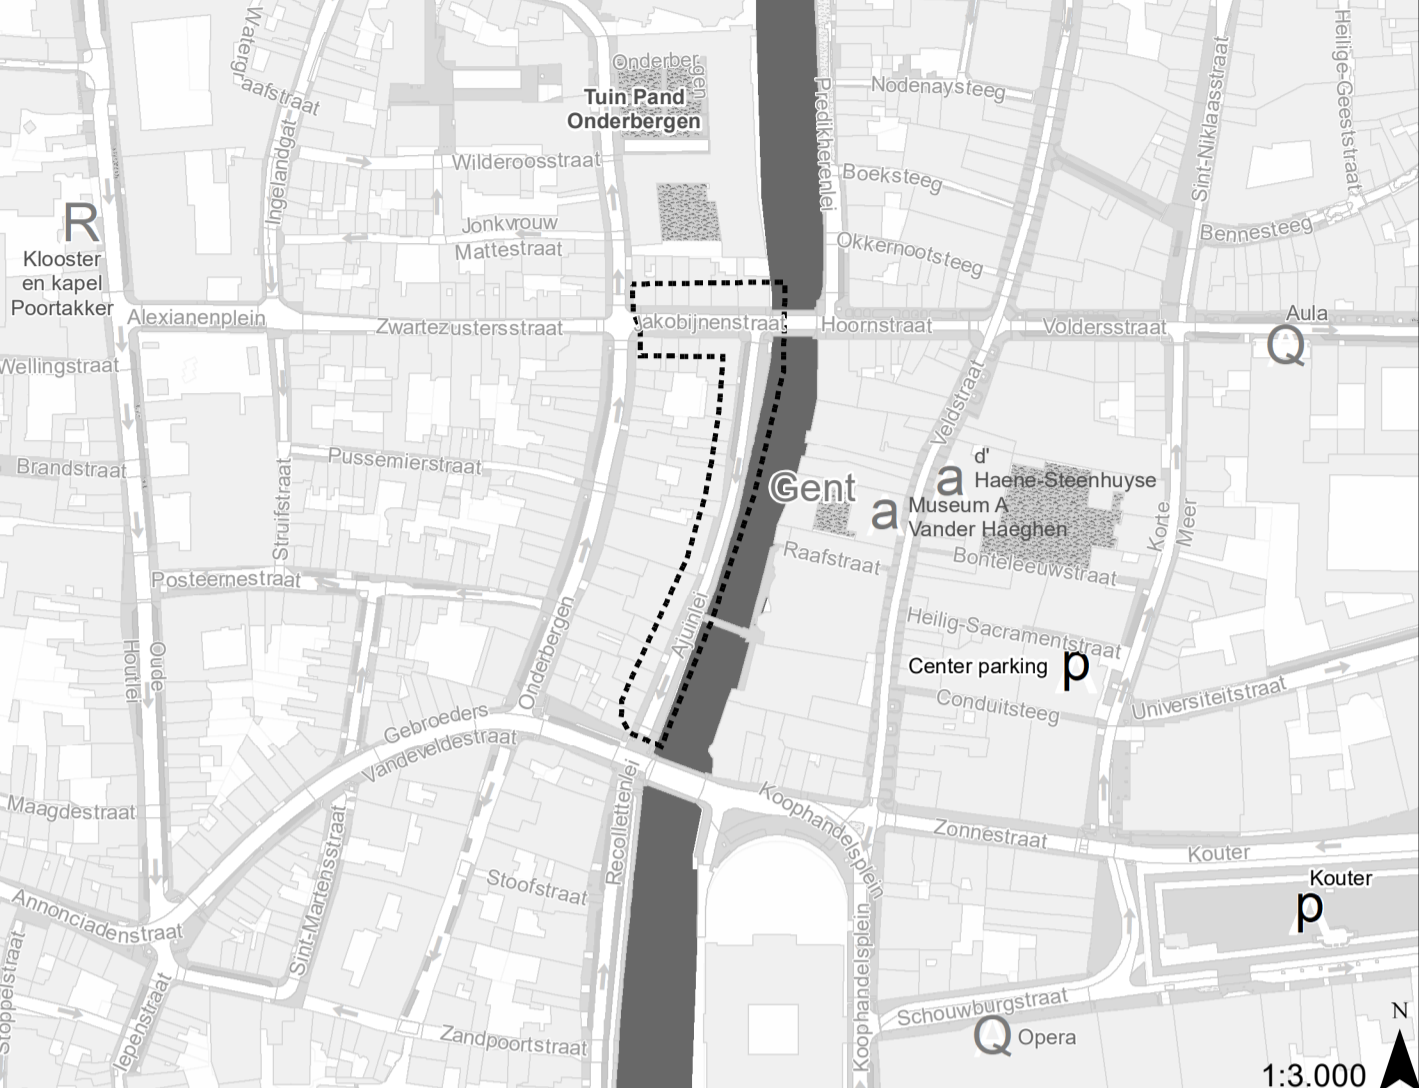 Watergraafstraat
Onderbergen
Tuin Pand
Onderbergen
Predikherenlei
Nodenaysteeg
Sint-Niklaasstraat
Heilige-Geeststraat
Ingelandgat
Wilderoosstraat
Boeksteeg
R
Klooster
en kapel
Poortakker
Jonkvrouw
Mattestraat
Okkernootsteeg
Bennesteeg
Alexianenplein
Zwartezustersstraat
Jakobijnenstraat
Hoornstraat
Voldersstraat
Aula
Q
Wellingstraat
Veldstraat
Brandstraat
Pussemierstraat
Struifstraat
Gent
a
d'
Haene-Steenhuyse
a
Museum A
Vander Haeghen
Korte
Meer
Raafstraat
Bonteleeuwstraat
Posteernestraat
Oude
Houtlei
Onderbergen
Ajuinlei
Heilig-Sacramentstraat
Center parking
p
Conduitsteeg
Universiteitstraat
Gebroeders
Vandeveldestraat
Recollettenlei
Koophandelsplein
Maagdestraat
Zonnestraat
Kouter
Kouter
p
Sint-Martensstraat
Stoofstraat
Annonciadenstraat
Koophandelsplein
Stoppelstraat
Iepenstraat
Zandpoortstraat
Schouwburgstraat
Q
Opera
N
1:3.000